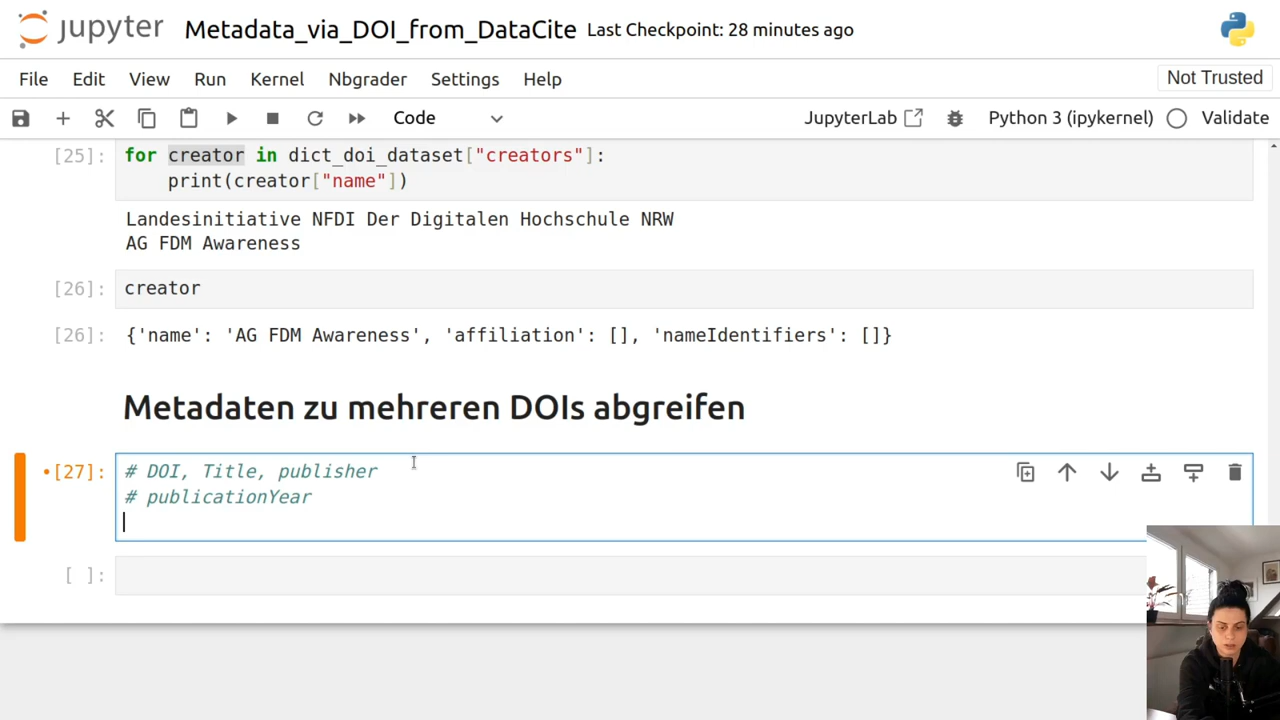 jupyter Metadata_via_DOI_from_DataCite Last Checkpoint: 28 minutes ago
File Edit View Run Kernel Nbgrader Settings Help Not Trusted
Code JupyterLab Python 3 (ipykernel) Validate
[25]: for creator in dict_doi_dataset["creators"]:
print(creator["name"])
Landesinitiative NFDI Der Digitalen Hochschule NRW
AG FDM Awareness
[26]: creator
[26]: {'name': 'AG FDM Awareness', 'affiliation': [], 'nameIdentifiers': []}
Metadaten zu mehreren DOIs abgreifen
[27]: # DOI, Title, publisher
# publicationYear
[ ]: